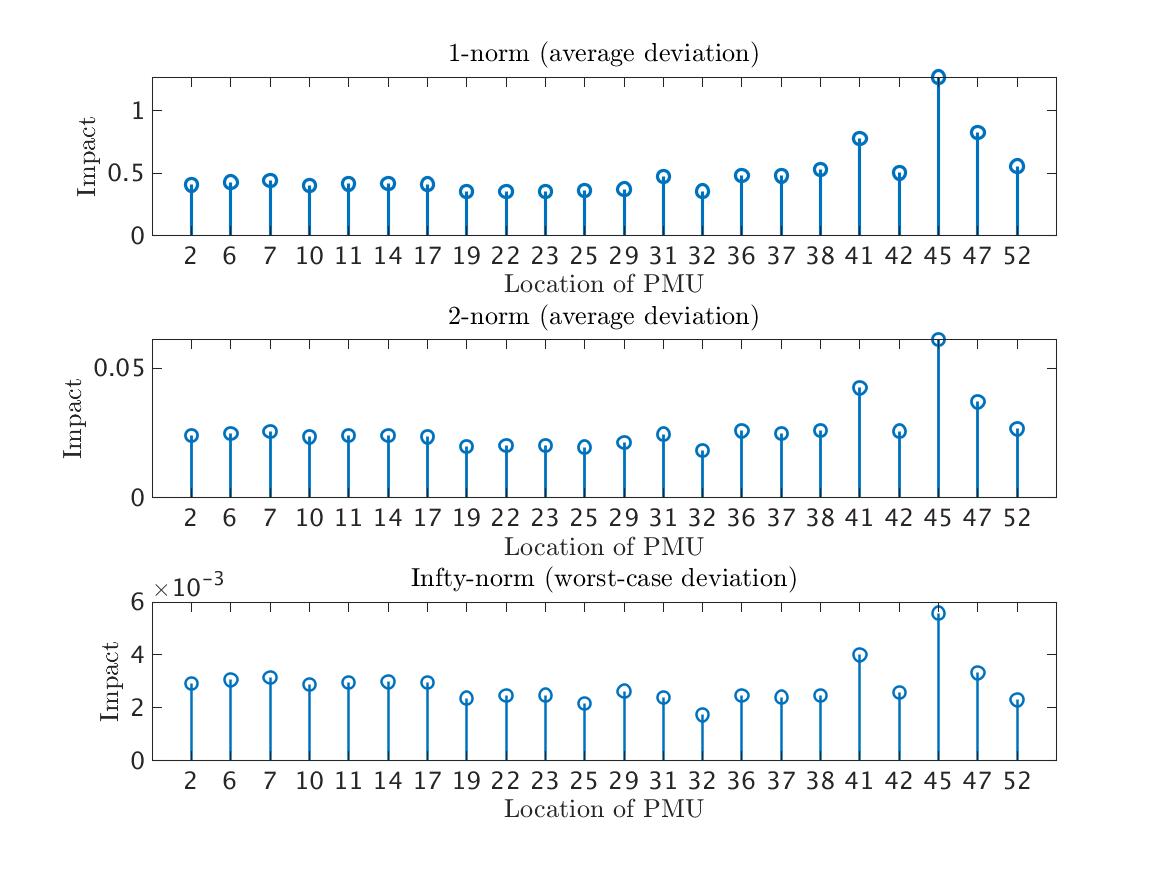 1-norm (average deviation)
Impact
1
0.5
0
2 6 7 10 11 14 17 19 22 23 25 29 31 32 36 37 38 41 42 45 47 52
Location of PMU
2-norm (average deviation)
Impact
0.05
0
2 6 7 10 11 14 17 19 22 23 25 29 31 32 36 37 38 41 42 45 47 52
Location of PMU
Infty-norm (worst-case deviation)
×10⁻³
Impact
6
4
2
0
2 6 7 10 11 14 17 19 22 23 25 29 31 32 36 37 38 41 42 45 47 52
Location of PMU